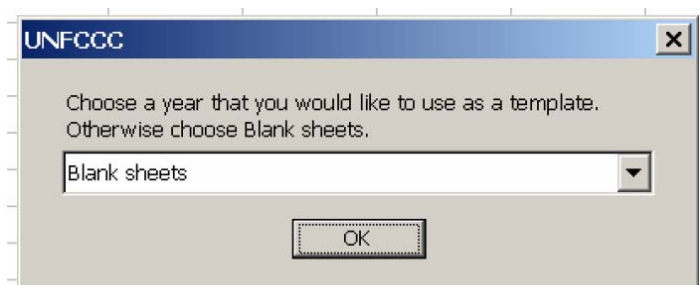 UNFCCC
Choose a year that you would like to use as a template.
Otherwise choose Blank sheets.
Blank sheets
OK